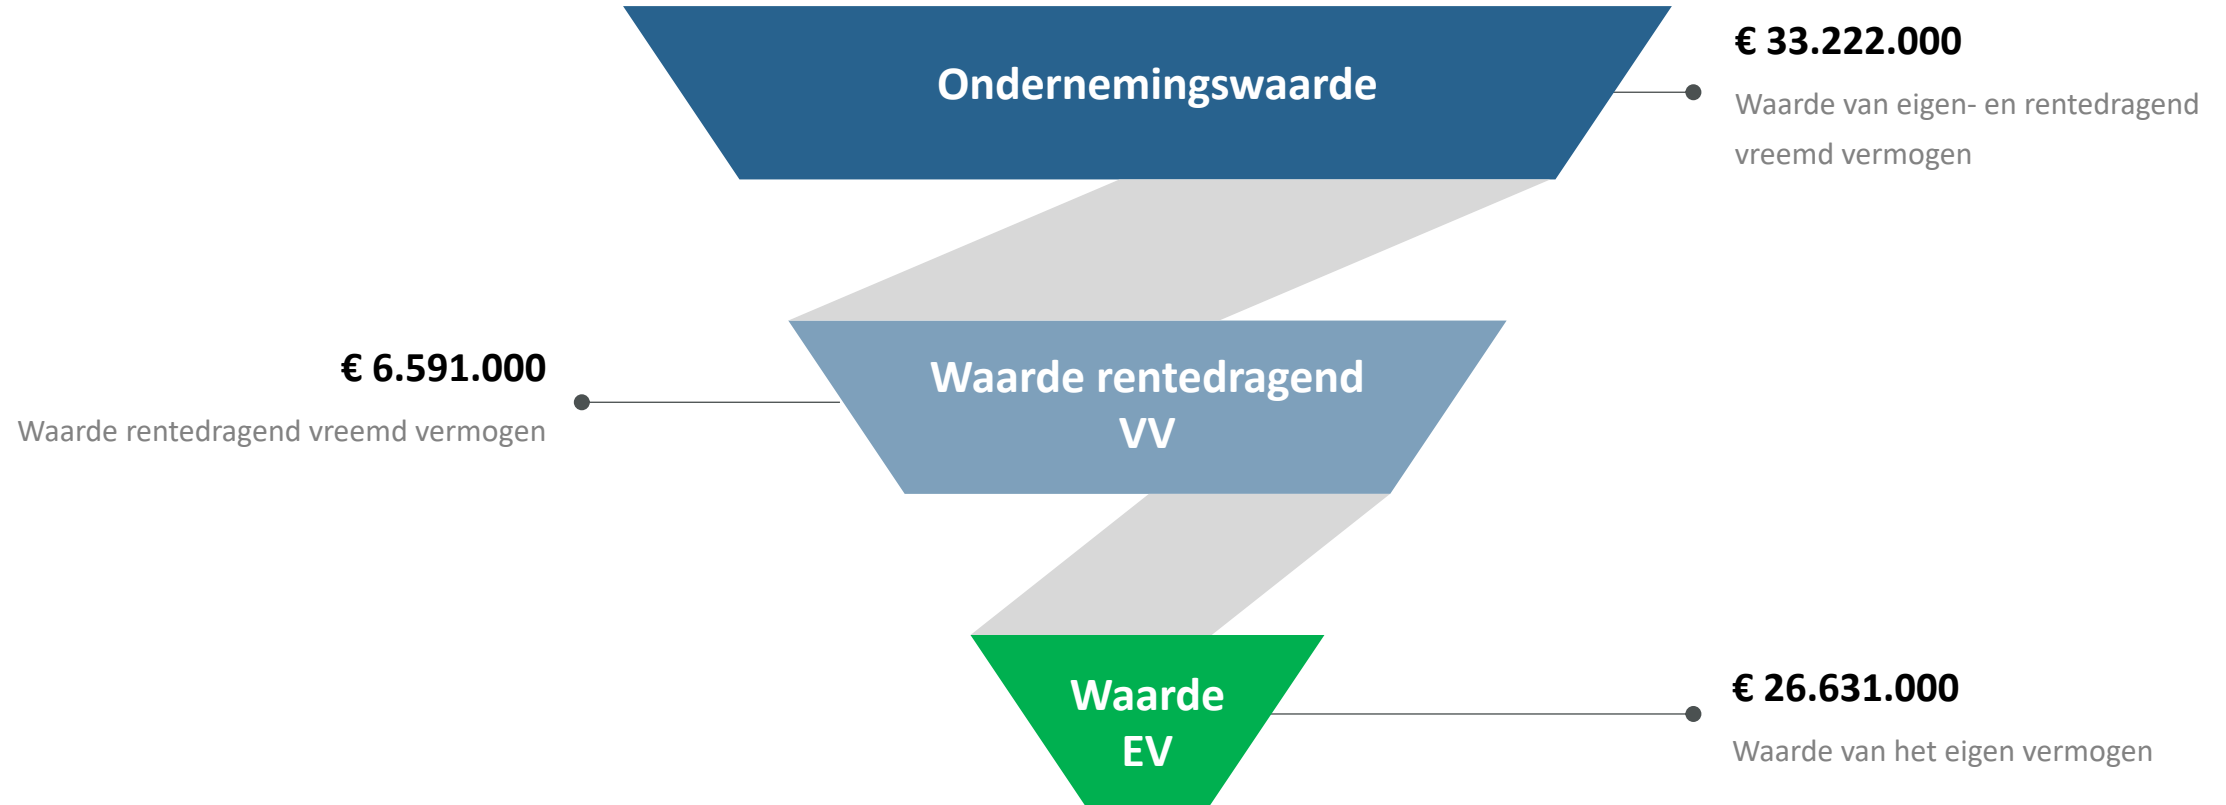 Ondernemingswaarde
€ 33.222.000
Waarde van eigen- en rentedragend
vreemd vermogen
€ 6.591.000
Waarde rentedragend vreemd vermogen
Waarde rentedragend
VV
Waarde
EV
€ 26.631.000
Waarde van het eigen vermogen